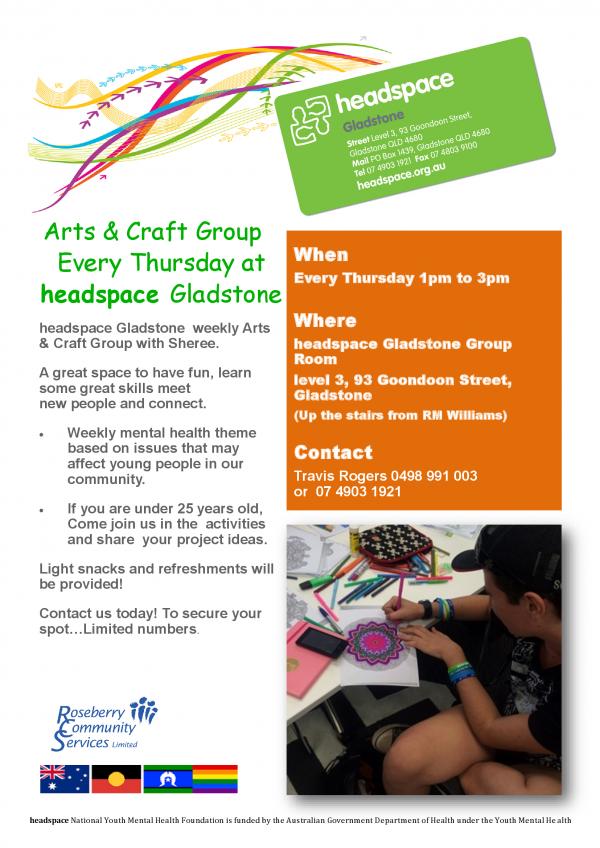 headspace
Gladstone
Street Level 3, 93 Goondoon Street,
Gladstone QLD 4680
Mail PO Box 1439, Gladstone QLD 4680
Tel 07 4903 1921 Fax 07 4803 9100
headspace.org.au
Arts & Craft Group
Every Thursday at
headspace Gladstone
headspace Gladstone weekly Arts
& Craft Group with Sheree.
A great space to have fun, learn
some great skills meet
new people and connect.
• Weekly mental health theme
based on issues that may
affect young people in our
community.
• If you are under 25 years old,
Come join us in the activities
and share your project ideas.
Light snacks and refreshments will
be provided!
Contact us today! To secure your
spot…Limited numbers.
When
Every Thursday 1pm to 3pm
Where
headspace Gladstone Group
Room
level 3, 93 Goondoon Street,
Gladstone
(Up the stairs from RM Williams)
Contact
Travis Rogers 0498 991 003
or 07 4903 1921
Roseberry
Community
Services Limited
headspace National Youth Mental Health Foundation is funded by the Australian Government Department of Health under the Youth Mental Health